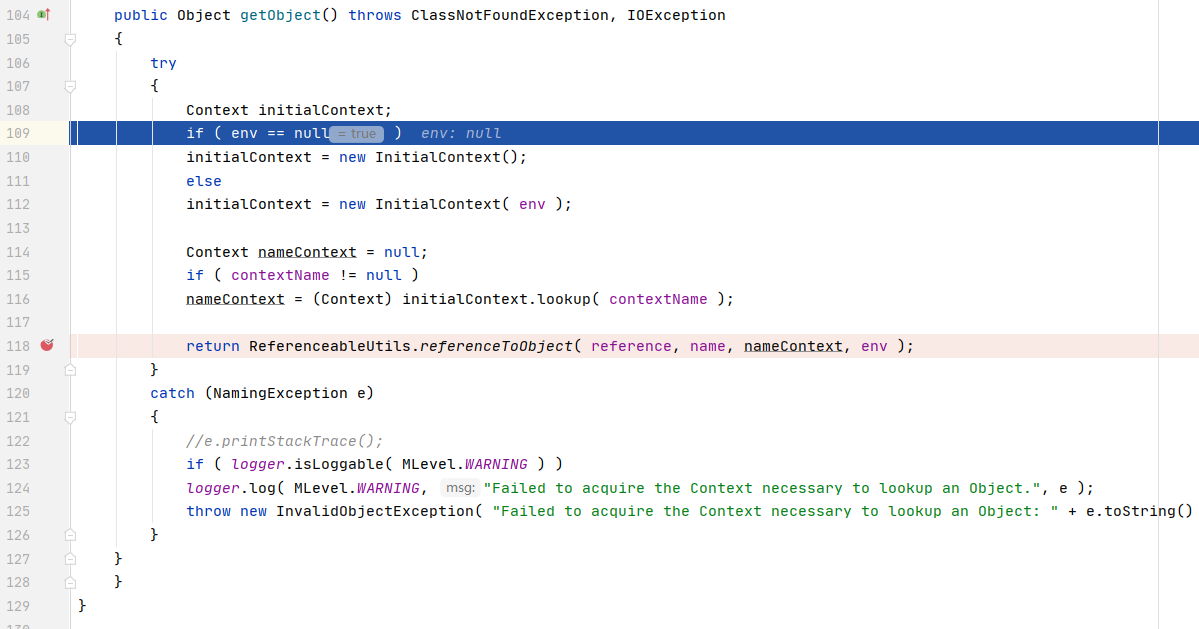 104 public Object getObject() throws ClassNotFoundException, IOException
105 {
106 try
107 {
108 Context initialContext;
109 if ( env == null = true ) env: null
110 initialContext = new InitialContext();
111 else
112 initialContext = new InitialContext( env );
113
114 Context nameContext = null;
115 if ( contextName != null )
116 nameContext = (Context) initialContext.lookup( contextName );
117
118 return ReferenceableUtils.referenceToObject( reference, name, nameContext, env );
119 }
120 catch (NamingException e)
121 {
122 //e.printStackTrace();
123 if ( logger.isLoggable( MLevel.WARNING ) )
124 logger.log( MLevel.WARNING, msg: "Failed to acquire the Context necessary to lookup an Object.", e );
125 throw new InvalidObjectException( "Failed to acquire the Context necessary to lookup an Object: " + e.toString()
126 }
127 }
128 }
129 }
130